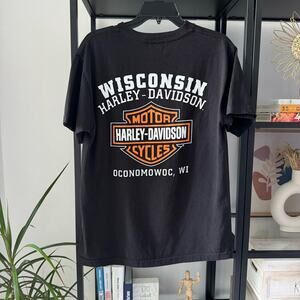 WISCONSIN
HARLEY-DAVIDSON
MOTOR
HARLEY-DAVIDSON
CYCLES
OCONOMOWOC, WI